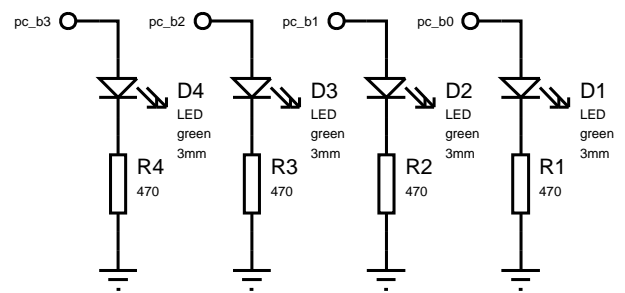 pc_b3
pc_b2
pc_b1
pc_b0
D4
LED
green
3mm
D3
LED
green
3mm
D2
LED
green
3mm
D1
LED
green
3mm
R4
470
R3
470
R2
470
R1
470